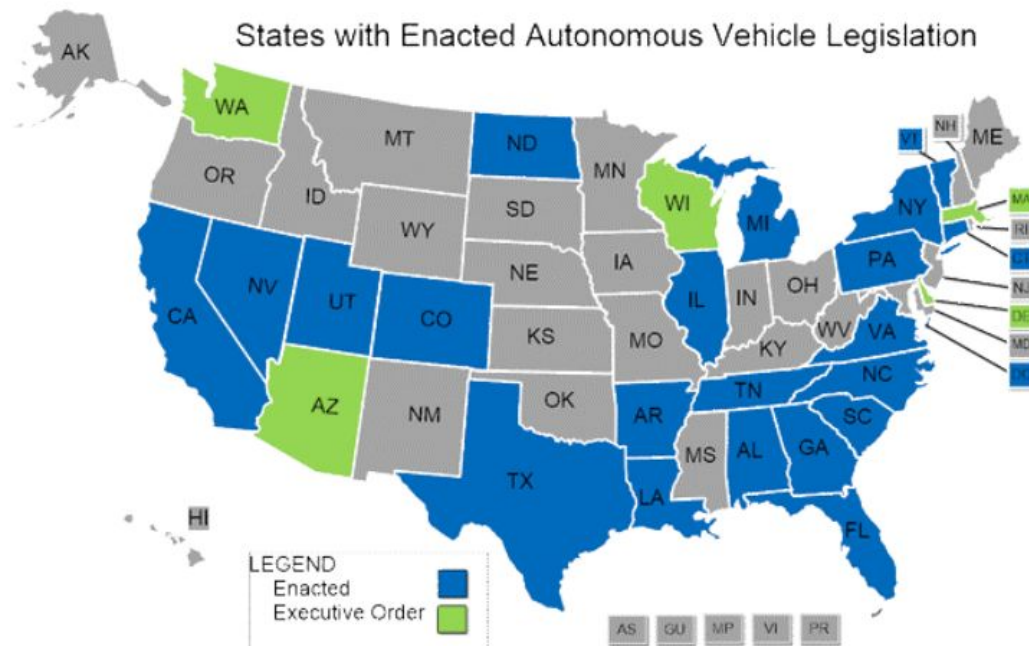 States with Enacted Autonomous Vehicle Legislation
AK
WA
MT
ND
MN
VT
NH
ME
OR
ID
SD
WI
MI
NY
MA
WY
RI
IA
PA
CT
NE
NJ
NV
UT
CO
IL
IN
OH
DE
CA
KS
MO
WV
VA
MD
KY
DC
AZ
NM
OK
TN
NC
AR
SC
MS
AL
GA
TX
LA
FL
HI
LEGEND
Enacted
Executive Order
AS
GU
MP
VI
PR